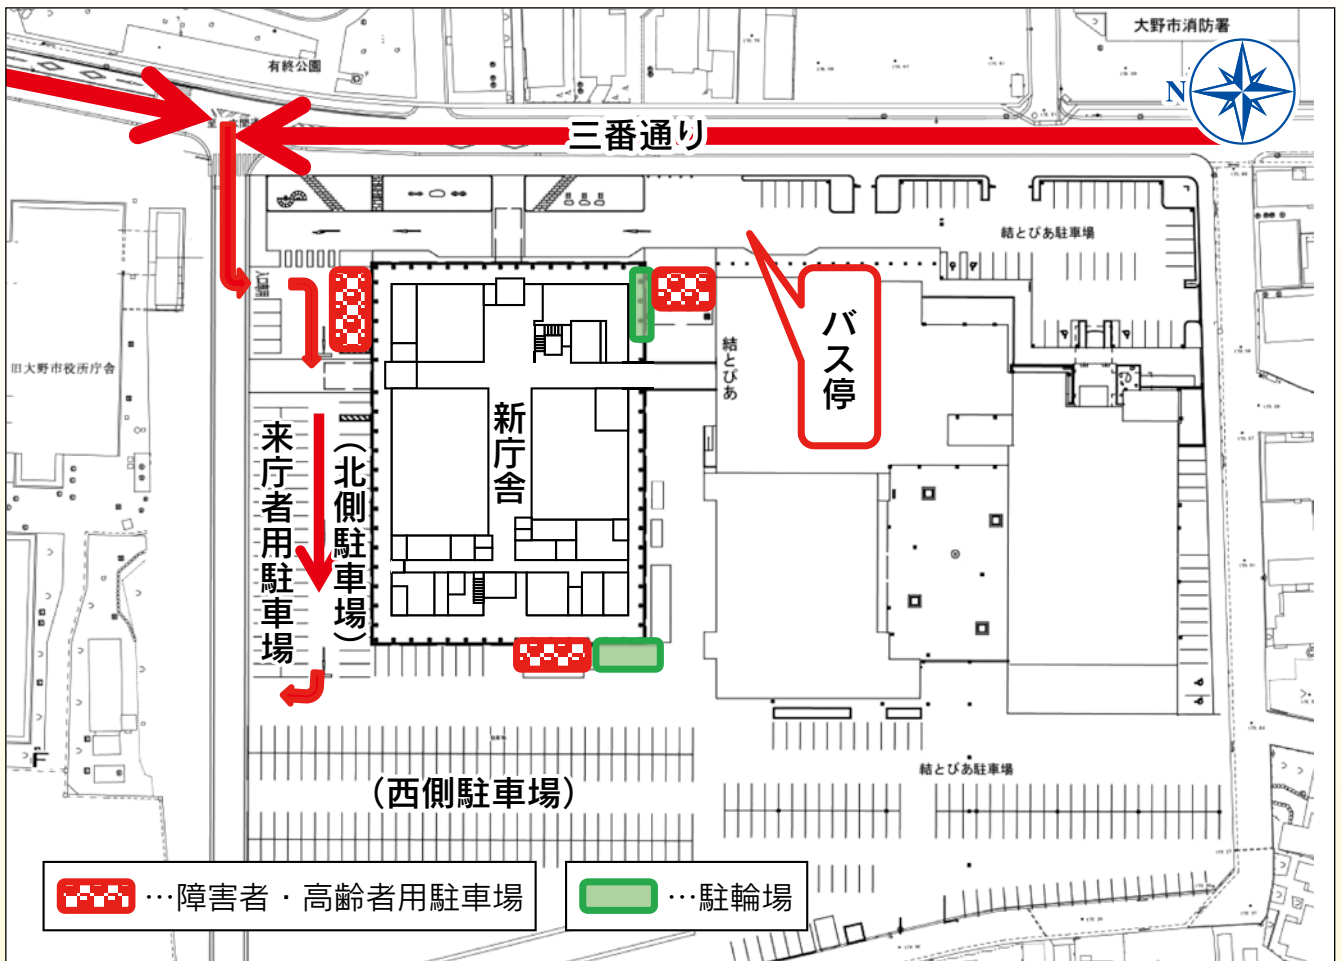 大野市消防署
有終公園
N
三番通り
結とぴあ駐車場
バス停
結とぴあ
旧大野市役所庁舎
新庁舎
来庁者用駐車場
（北側駐車場）
結とぴあ駐車場
（西側駐車場）
…障害者・高齢者用駐車場
…駐輪場